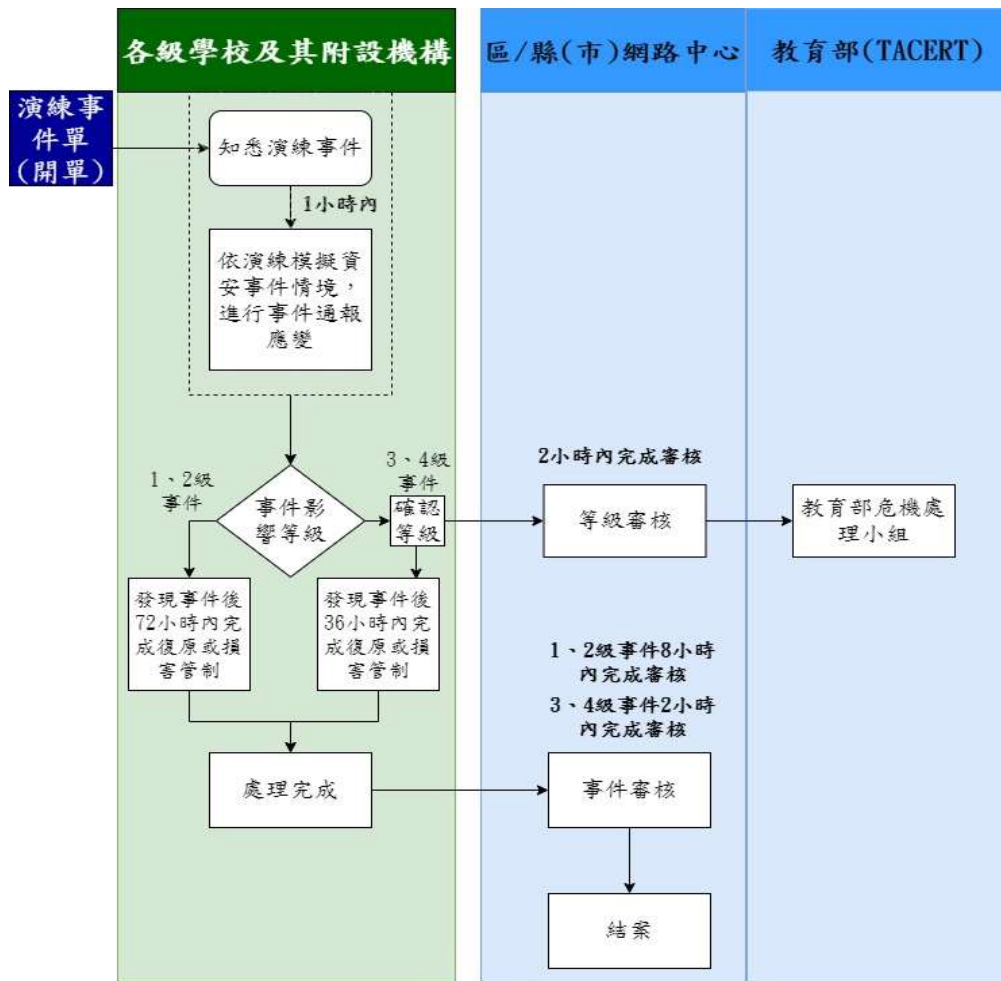 各級學校及其附設機構
區/縣(市)網路中心
教育部(TACERT)
演練事
件單
(開單)
知悉演練事件
1小時內
依演練模擬資
安事件情境，
進行事件通報
應變
1、2級
事件
事件影
響等級
3、4級
事件
確認
等級
2小時內完成審核
等級審核
教育部危機處
理小組
發現事件後
72小時內完
成復原或損
害管制
發現事件後
36小時內完
成復原或損
害管制
1、2級事件8小時
內完成審核
3、4級事件2小時
內完成審核
處理完成
事件審核
結案